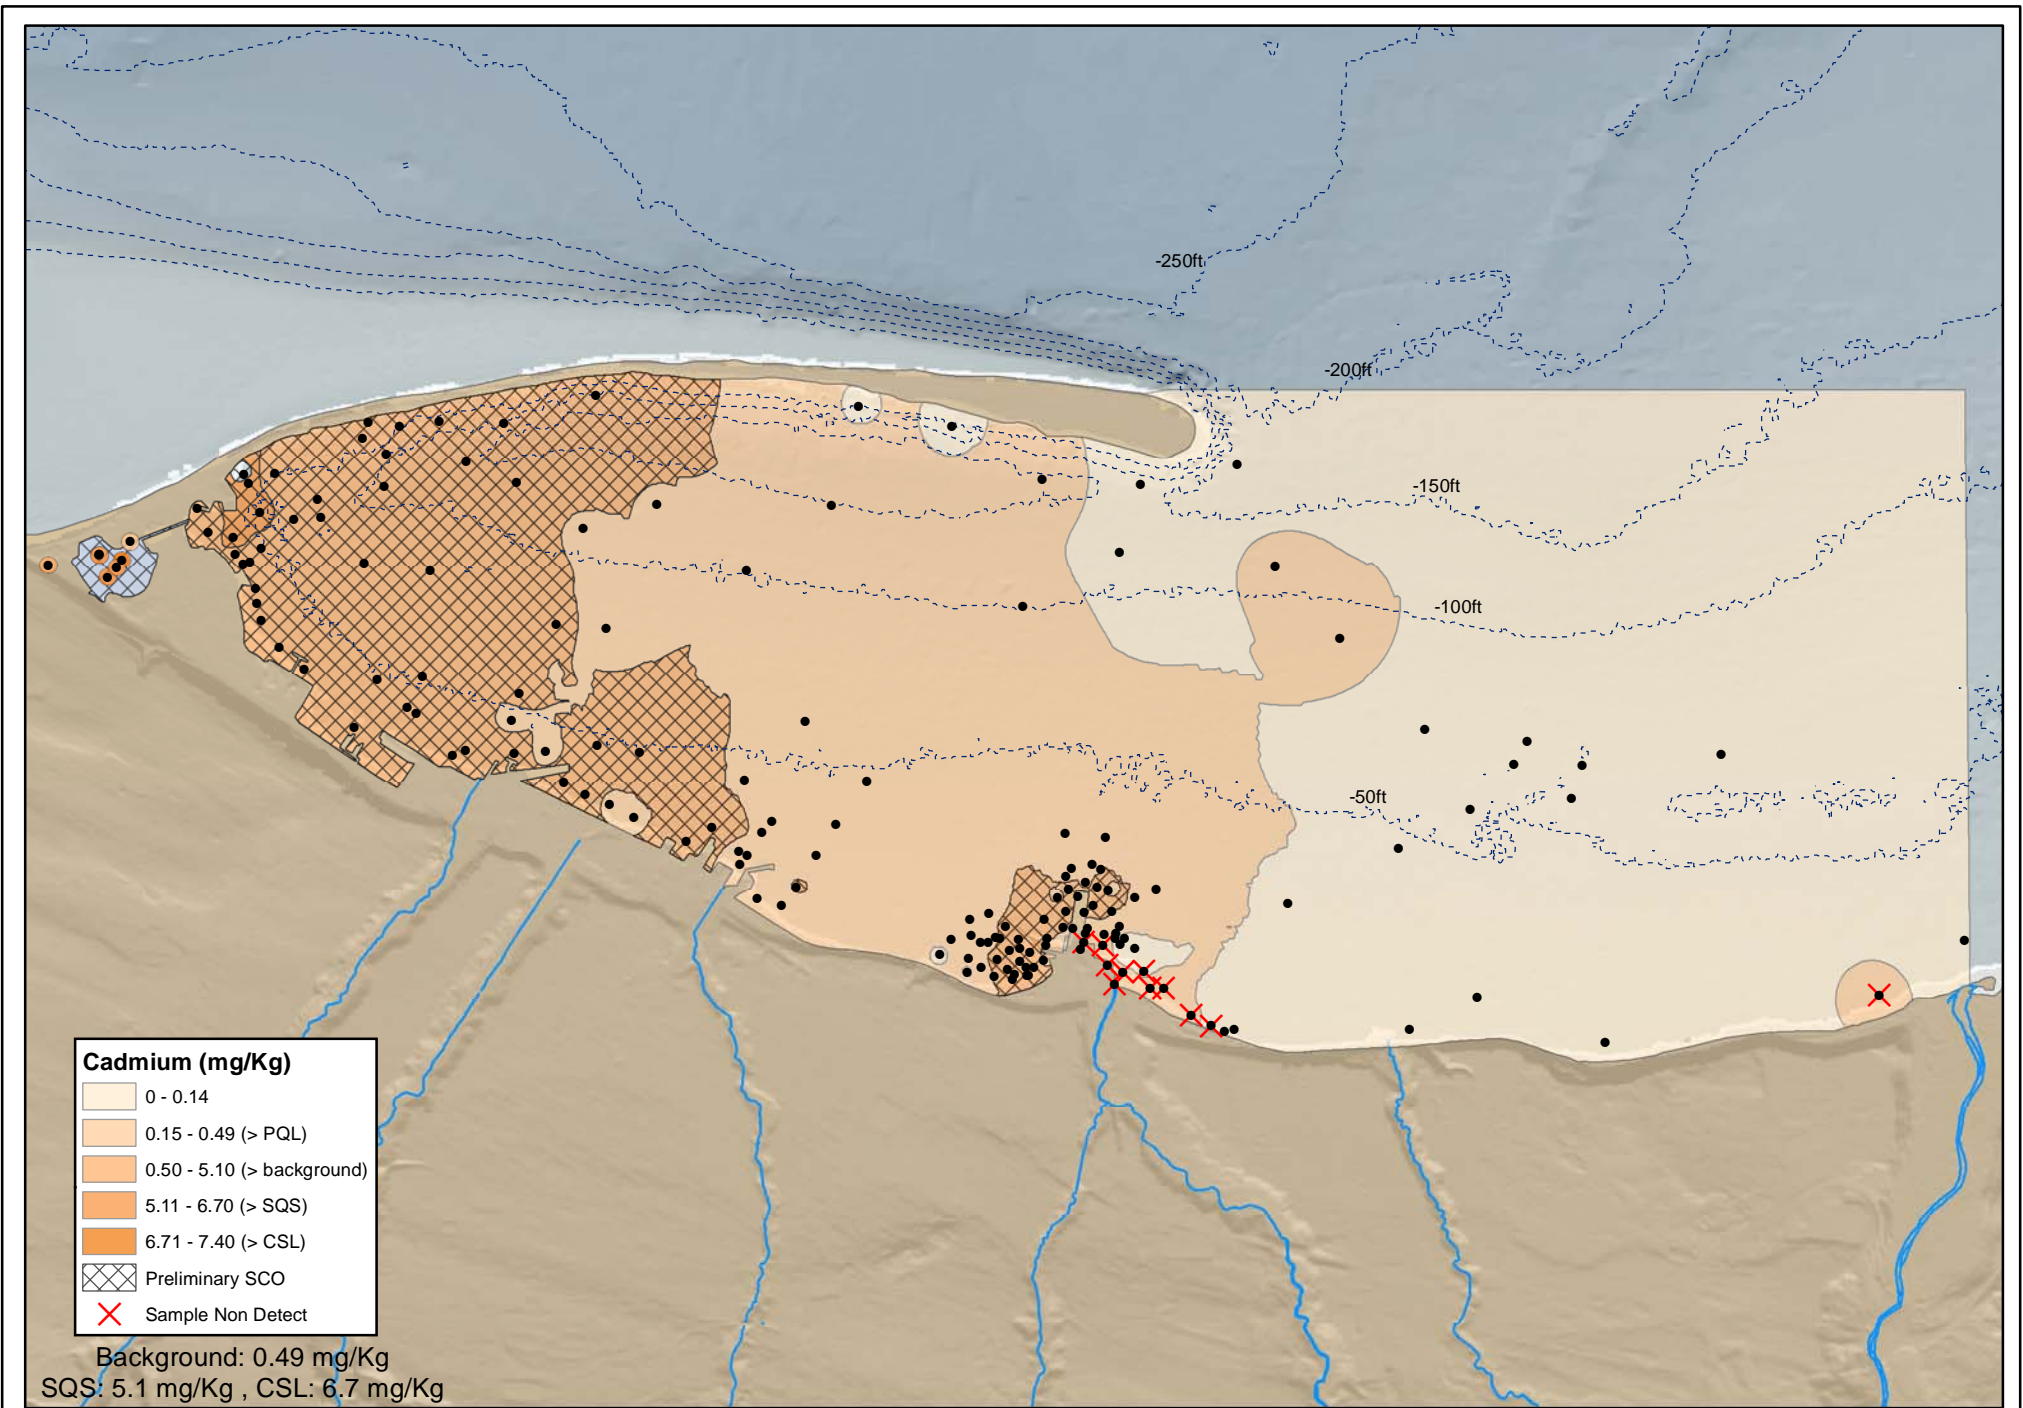 -250ft
-200ft
-150ft
-100ft
-50ft
Cadmium (mg/Kg)
0 - 0.14
0.15 - 0.49 (> PQL)
0.50 - 5.10 (> background)
5.11 - 6.70 (> SQS)
6.71 - 7.40 (> CSL)
Preliminary SCO
Sample Non Detect
Background: 0.49 mg/Kg
SQS: 5.1 mg/Kg , CSL: 6.7 mg/Kg